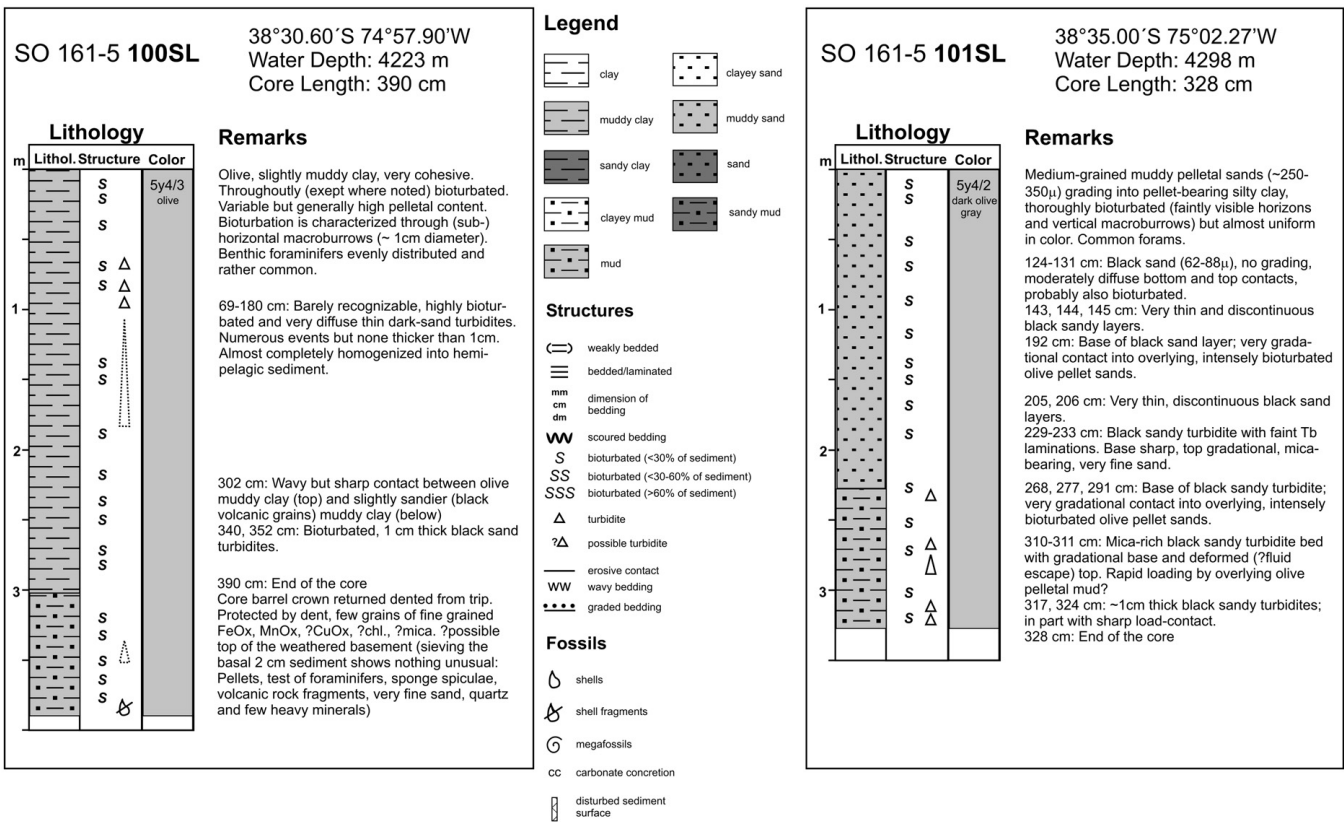 SO 161-5 100SL
38°30.60´S 74°57.90'W
Water Depth: 4223 m
Core Length: 390 cm
Lithology
m
Lithol. Structure Color
5y4/3
olive
S
S
S
S
S
1
S
S
S
2
S
S
S
S
S
3
S
S
S
S
S
Remarks
Olive, slightly muddy clay, very cohesive.
Throughoutly (exept where noted) bioturbated.
Variable but generally high pelletal content.
Bioturbation is characterized through (sub-)
horizontal macroburrows (~ 1cm diameter).
Benthic foraminifers evenly distributed and
rather common.
69-180 cm: Barely recognizable, highly biotur-
bated and very diffuse thin dark-sand turbidites.
Numerous events but none thicker than 1cm.
Almost completely homogenized into hemi-
pelagic sediment.
302 cm: Wavy but sharp contact between olive
muddy clay (top) and slightly sandier (black
volcanic grains) muddy clay (below)
340, 352 cm: Bioturbated, 1 cm thick black sand
turbidites.
390 cm: End of the core
Core barrel crown returned dented from trip.
Protected by dent, few grains of fine grained
FeOx, MnOx, ?CuOx, ?chl., ?mica. ?possible
top of the weathered basement (sieving the
basal 2 cm sediment shows nothing unusual:
Pellets, test of foraminifers, sponge spiculae,
volcanic rock fragments, very fine sand, quartz
and few heavy minerals)
Legend
clay
clayey sand
muddy clay
muddy sand
sandy clay
sand
clayey mud
sandy mud
mud
Structures
weakly bedded
bedded/laminated
mm
cm
dm
dimension of
bedding
scoured bedding
S bioturbated (<30% of sediment)
SS bioturbated (<30-60% of sediment)
SSS bioturbated (>60% of sediment)
turbidite
? possible turbidite
erosive contact
WW wavy bedding
graded bedding
Fossils
shells
shell fragments
megafossils
CC carbonate concretion
disturbed sediment
surface
SO 161-5 101SL
38°35.00´S 75°02.27'W
Water Depth: 4298 m
Core Length: 328 cm
Lithology
m
Lithol. Structure Color
5y4/2
dark olive
gray
S
S
S
S
S
1
S
S
S
S
S
2
S
S
S
3
S
S
Remarks
Medium-grained muddy pelletal sands (~250-
350µ) grading into pellet-bearing silty clay,
thoroughly bioturbated (faintly visible horizons
and vertical macroburrows) but almost uniform
in color. Common forams.
124-131 cm: Black sand (62-88µ), no grading,
moderately diffuse bottom and top contacts,
probably also bioturbated.
143, 144, 145 cm: Very thin and discontinuous
black sandy layers.
192 cm: Base of black sand layer; very grada-
tional contact into overlying, intensely bioturbated
olive pellet sands.
205, 206 cm: Very thin, discontinuous black sand
layers.
229-233 cm: Black sandy turbidite with faint Tb
laminations. Base sharp, top gradational, mica-
bearing, very fine sand.
268, 277, 291 cm: Base of black sandy turbidite;
very gradational contact into overlying, intensely
bioturbated olive pellet sands.
310-311 cm: Mica-rich black sandy turbidite bed
with gradational base and deformed (?fluid
escape) top. Rapid loading by overlying olive
pelletal mud?
317, 324 cm: ~1cm thick black sandy turbidites;
in part with sharp load-contact.
328 cm: End of the core